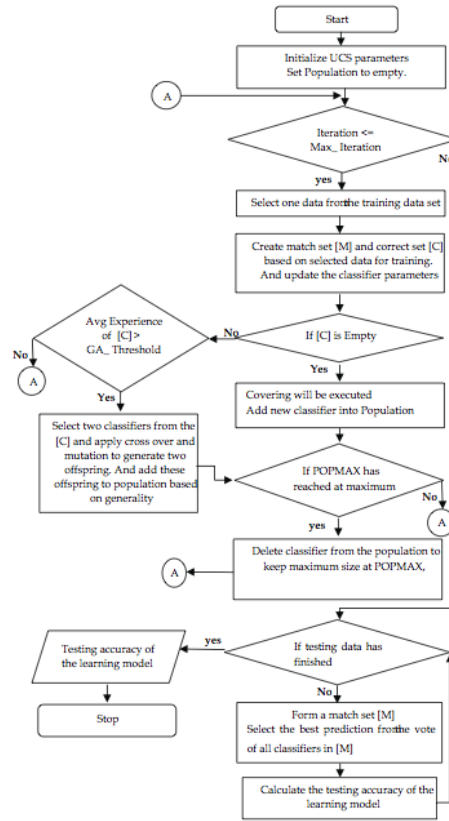 Start
Initialize UCS parameters
Set Population to empty.
A
Iteration <=
Max_ Iteration
No
yes
Select one data from the training data set
Create match set [M] and correct set [C]
based on selected data for training.
And update the classifier parameters
Avg Experience
of [C]>
GA_ Threshold
No
If [C] is Empty
No
A
Yes
Yes
Covering will be executed
Add new classifier into Population
Select two classifiers from the
[C] and apply cross over and
mutation to generate two
offspring. And add these
offspring to population based
on generality
If POPMAX has
reached at maximum
No
A
yes
Delete classifier from the population to
keep maximum size at POPMAX,
A
Testing accuracy of
the learning model
yes
If testing data has
finished
Stop
No
Form a match set [M]
Select the best prediction from the vote
of all classifiers in [M]
Calculate the testing accuracy of the
learning model